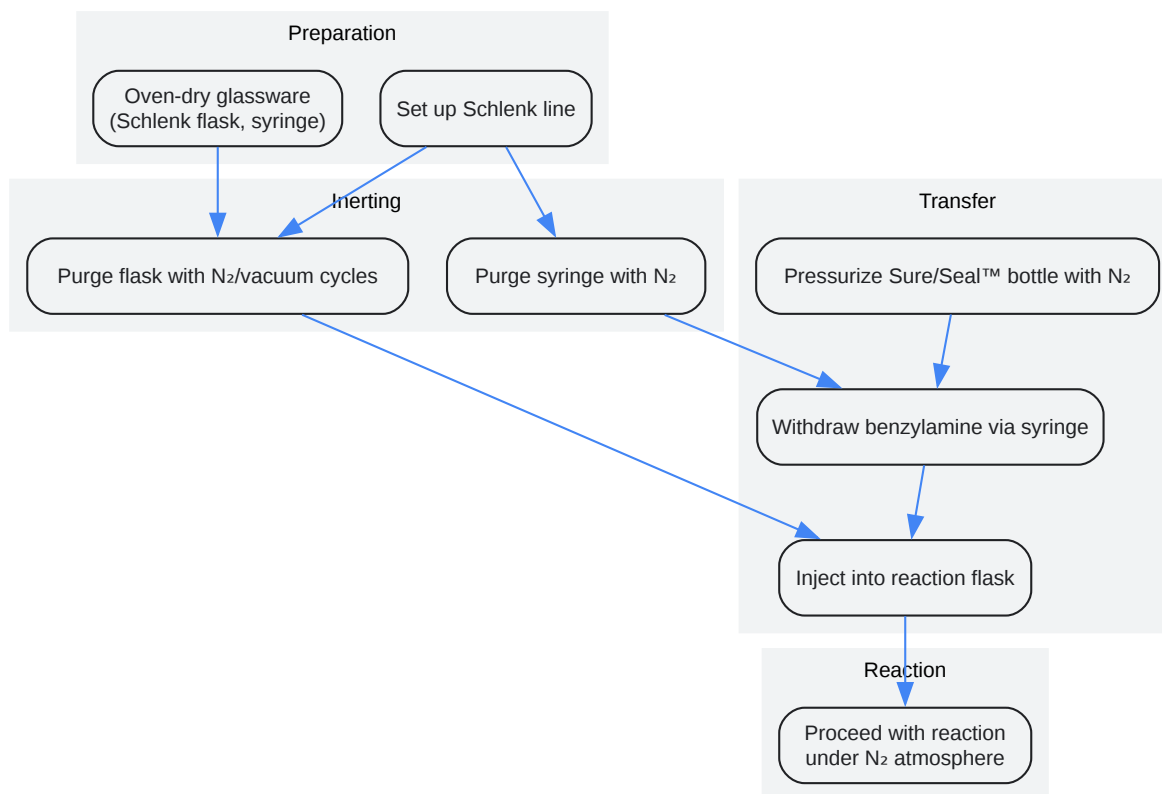 Preparation
Oven-dry glassware
(Schlenk flask, syringe)
Set up Schlenk line
Inerting
Purge flask with N₂/vacuum cycles
Purge syringe with N₂
Transfer
Pressurize Sure/Seal™ bottle with N₂
Withdraw benzylamine via syringe
Inject into reaction flask
Reaction
Proceed with reaction
under N₂ atmosphere